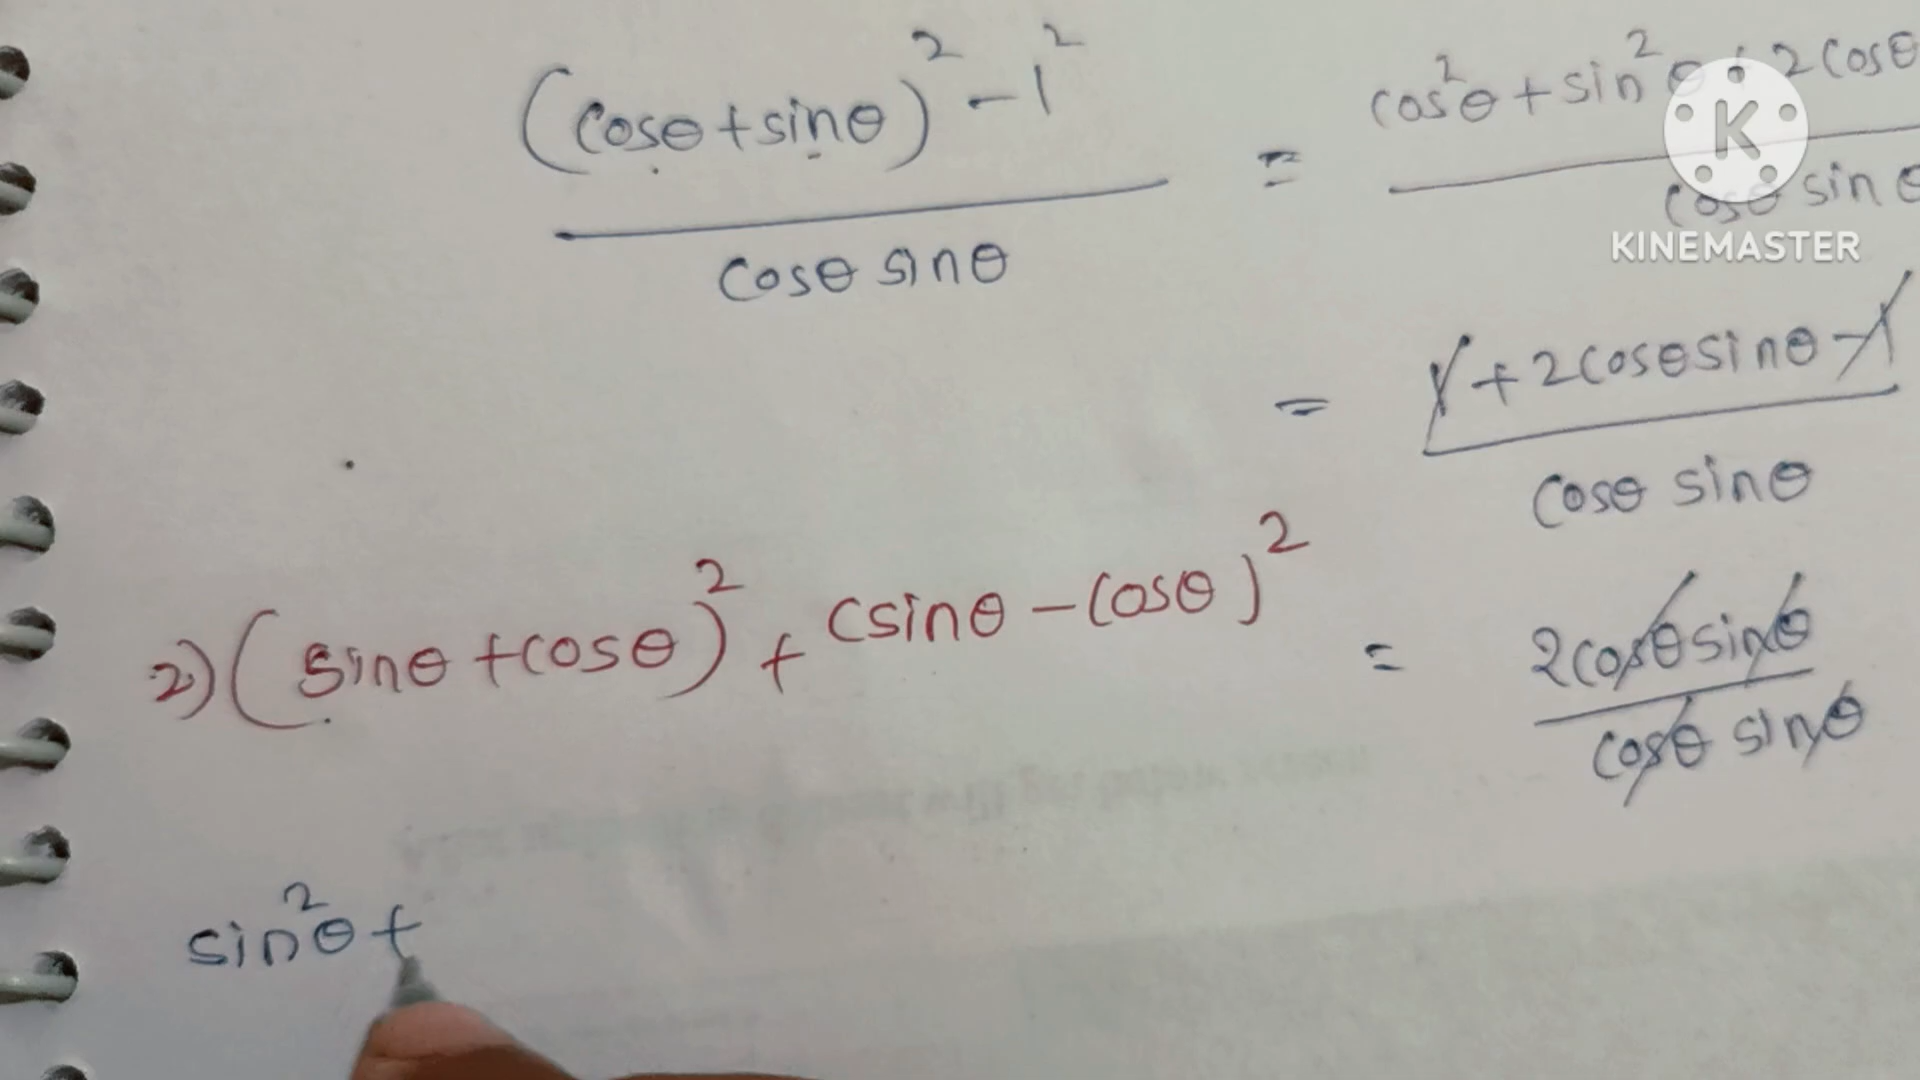 (cosθ+sinθ)² - 1² / cosθ sinθ = cos²θ + sin²θ + 2cosθ / cosθ sinθ
KINEMASTER
= 1 + 2cosθsinθ - 1 / cosθ sinθ
2) (sinθ + cosθ)² + (sinθ - cosθ)²
= 2cosθsinθ / cosθ sinθ
sin²θ +